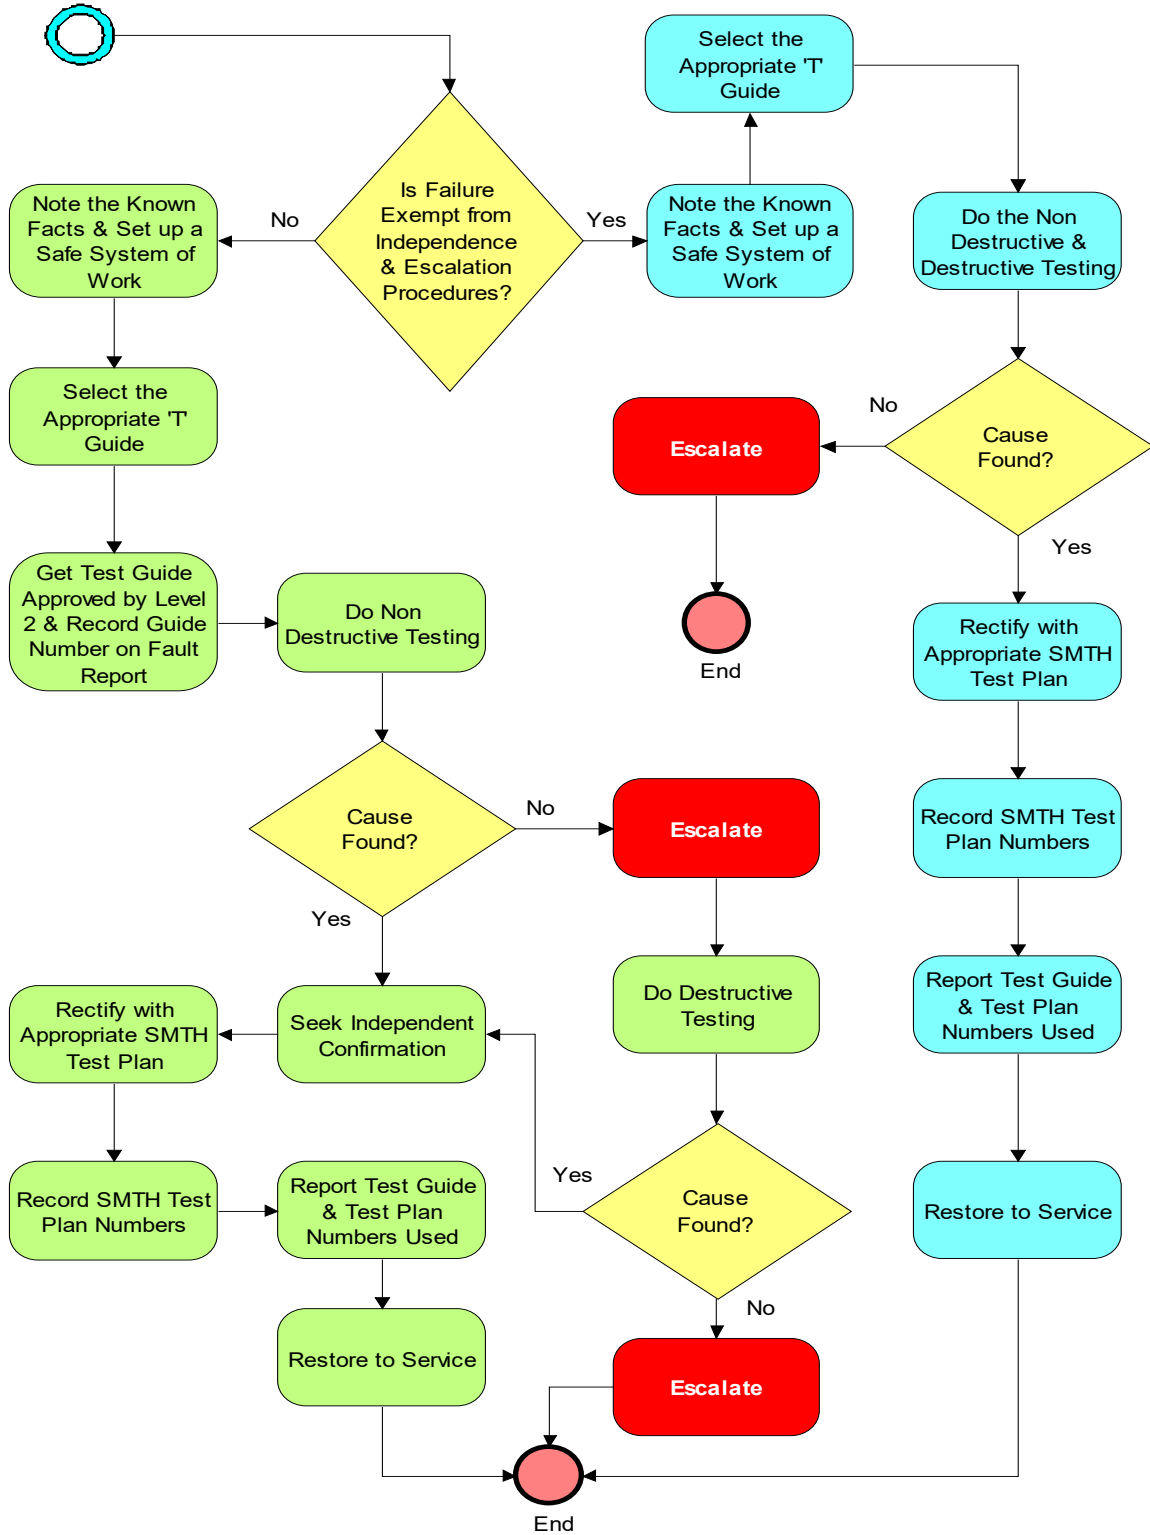 Select the
Appropriate 'T'
Guide
Is Failure
Exempt from
Independence
& Escalation
Procedures?
No
Yes
Note the Known
Facts & Set up a
Safe System of
Work
Note the Known
Facts & Set up a
Safe System of
Work
Do the Non
Destructive &
Destructive Testing
Select the
Appropriate 'T'
Guide
No
Escalate
Cause
Found?
Yes
End
Get Test Guide
Approved by Level
2 & Record Guide
Number on Fault
Report
Do Non
Destructive Testing
Rectify with
Appropriate SMTH
Test Plan
Cause
Found?
No
Escalate
Yes
Record SMTH Test
Plan Numbers
Rectify with
Appropriate SMTH
Test Plan
Seek Independent
Confirmation
Do Destructive
Testing
Report Test Guide
& Test Plan
Numbers Used
Record SMTH Test
Plan Numbers
Report Test Guide
& Test Plan
Numbers Used
Yes
Cause
Found?
No
Restore to Service
Restore to Service
Escalate
End